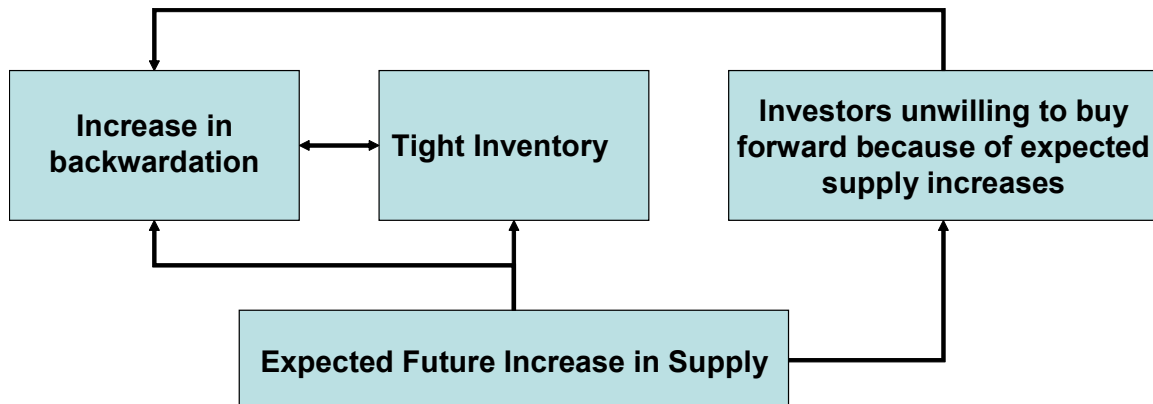 Increase in
backwardation
Tight Inventory
Investors unwilling to buy
forward because of expected
supply increases
Expected Future Increase in Supply